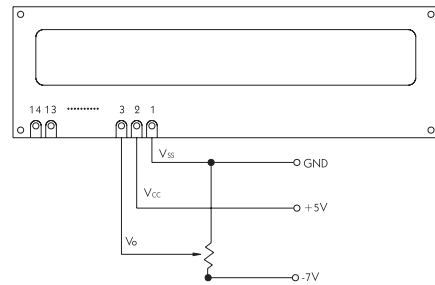 14 13 .......... 3 2 1
Vss
GND
Vcc
+5V
Vo
-7V